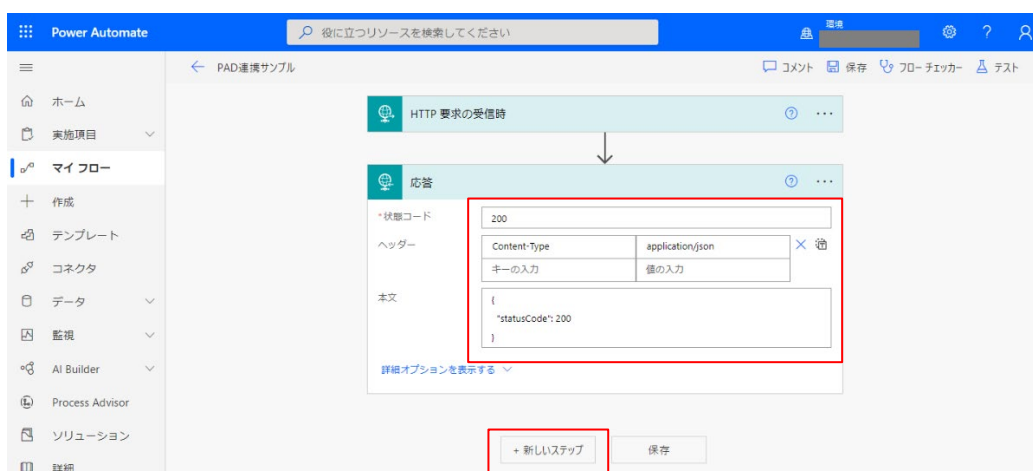 Power Automate
役に立つリソースを検索してください
環境
PAD連携サンプル
コメント
保存
フロー チェッカー
テスト
ホーム
実施項目
マイ フロー
作成
テンプレート
コネクタ
データ
監視
AI Builder
Process Advisor
ソリューション
詳細
HTTP 要求の受信時
応答
*状態コード
200
ヘッダー
Content-Type
application/json
キーの入力
値の入力
本文
{
"statusCode": 200
}
詳細オプションを表示する
+ 新しいステップ
保存